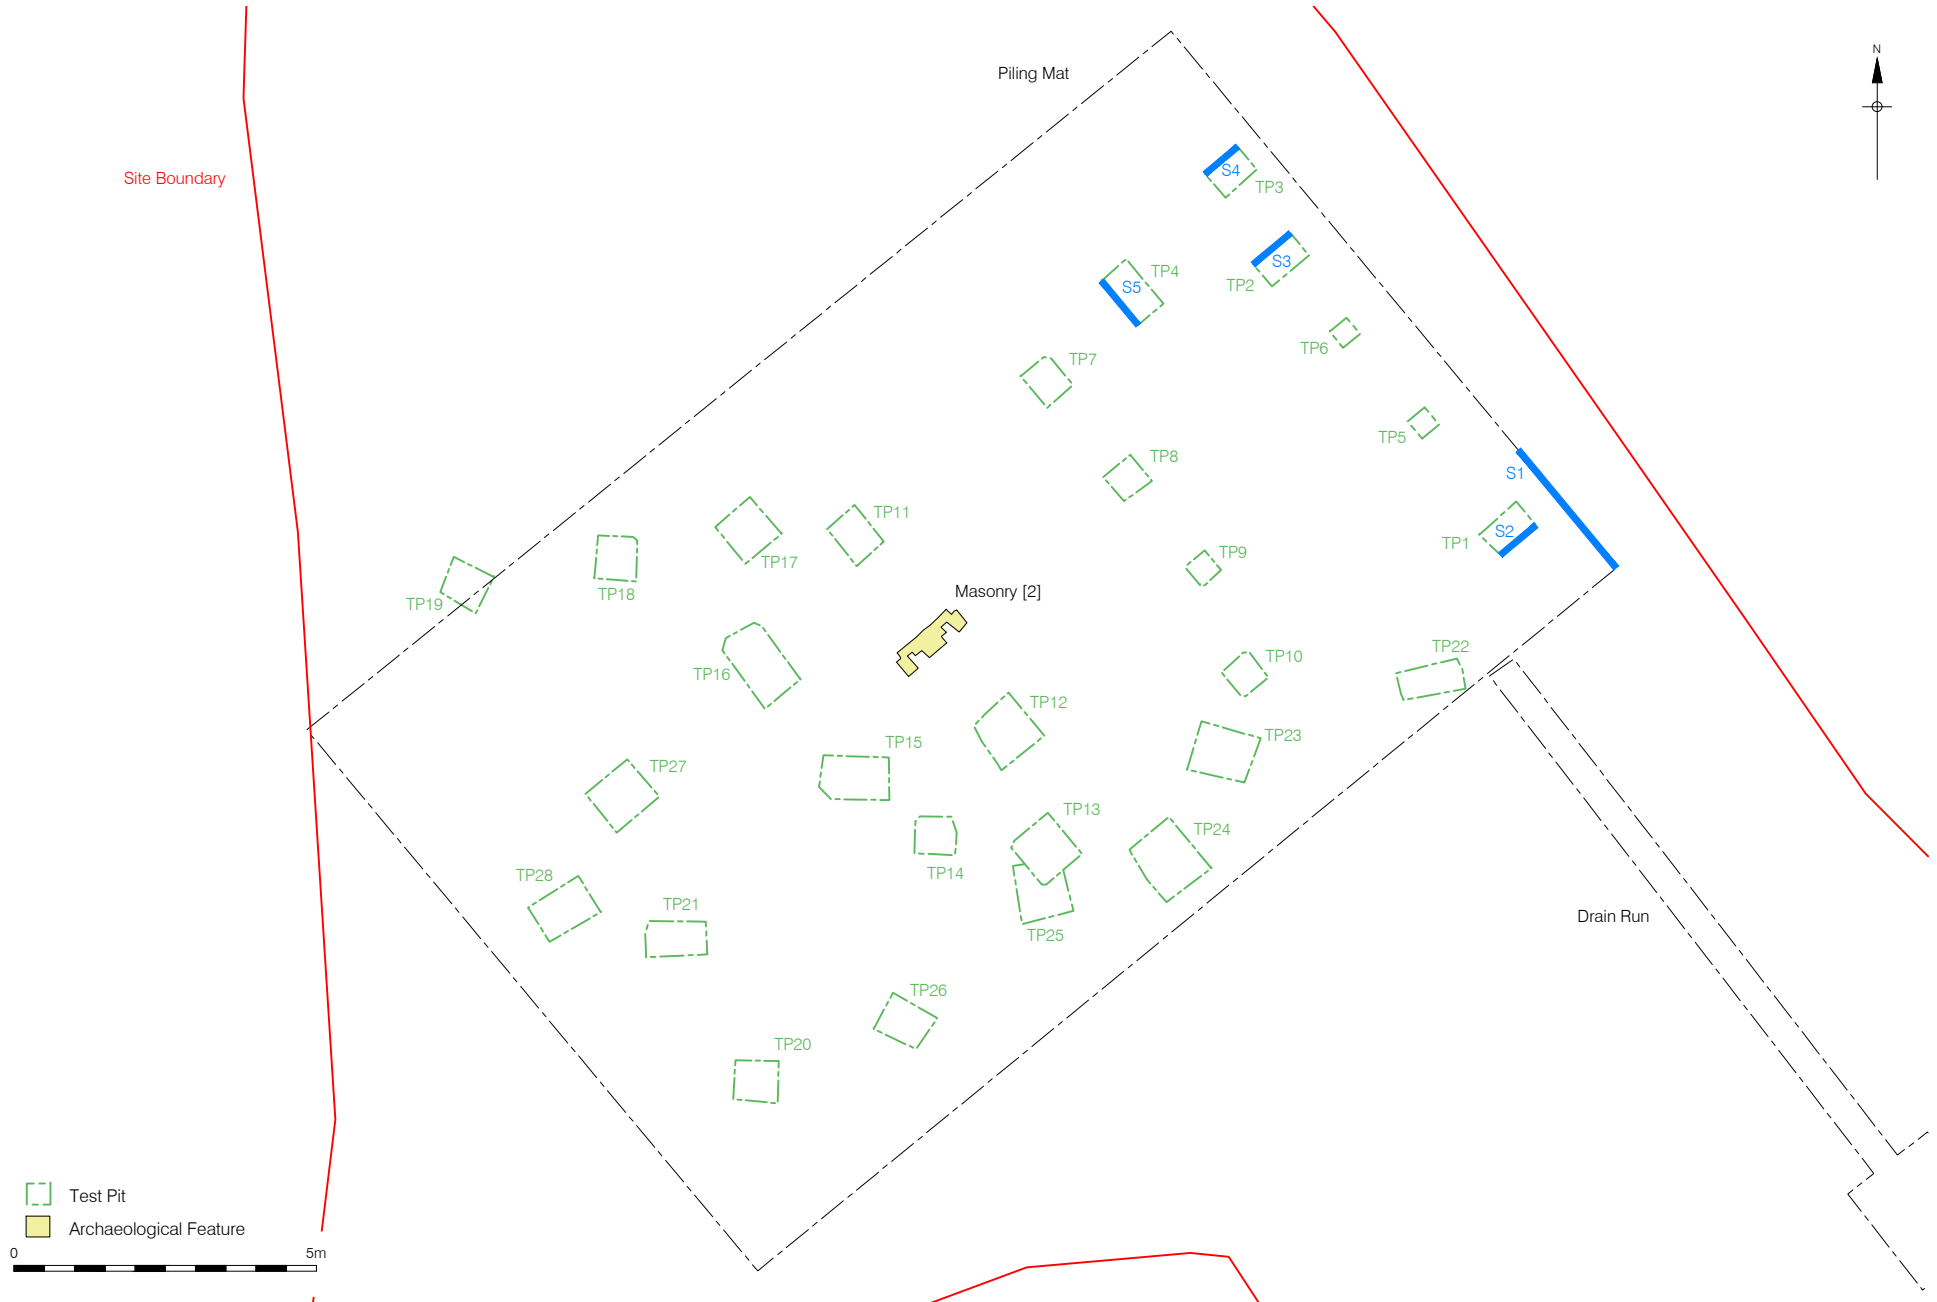 N
Piling Mat
Site Boundary
S4
TP3
S3
TP2
TP4
S5
TP6
TP7
TP5
TP8
S1
S2
TP1
TP11
TP17
TP9
TP18
TP19
Masonry [2]
TP22
TP10
TP16
TP12
TP23
TP15
TP27
TP13
TP24
TP14
TP28
TP21
Drain Run
TP25
TP26
TP20
Test Pit
Archaeological Feature
0 5m